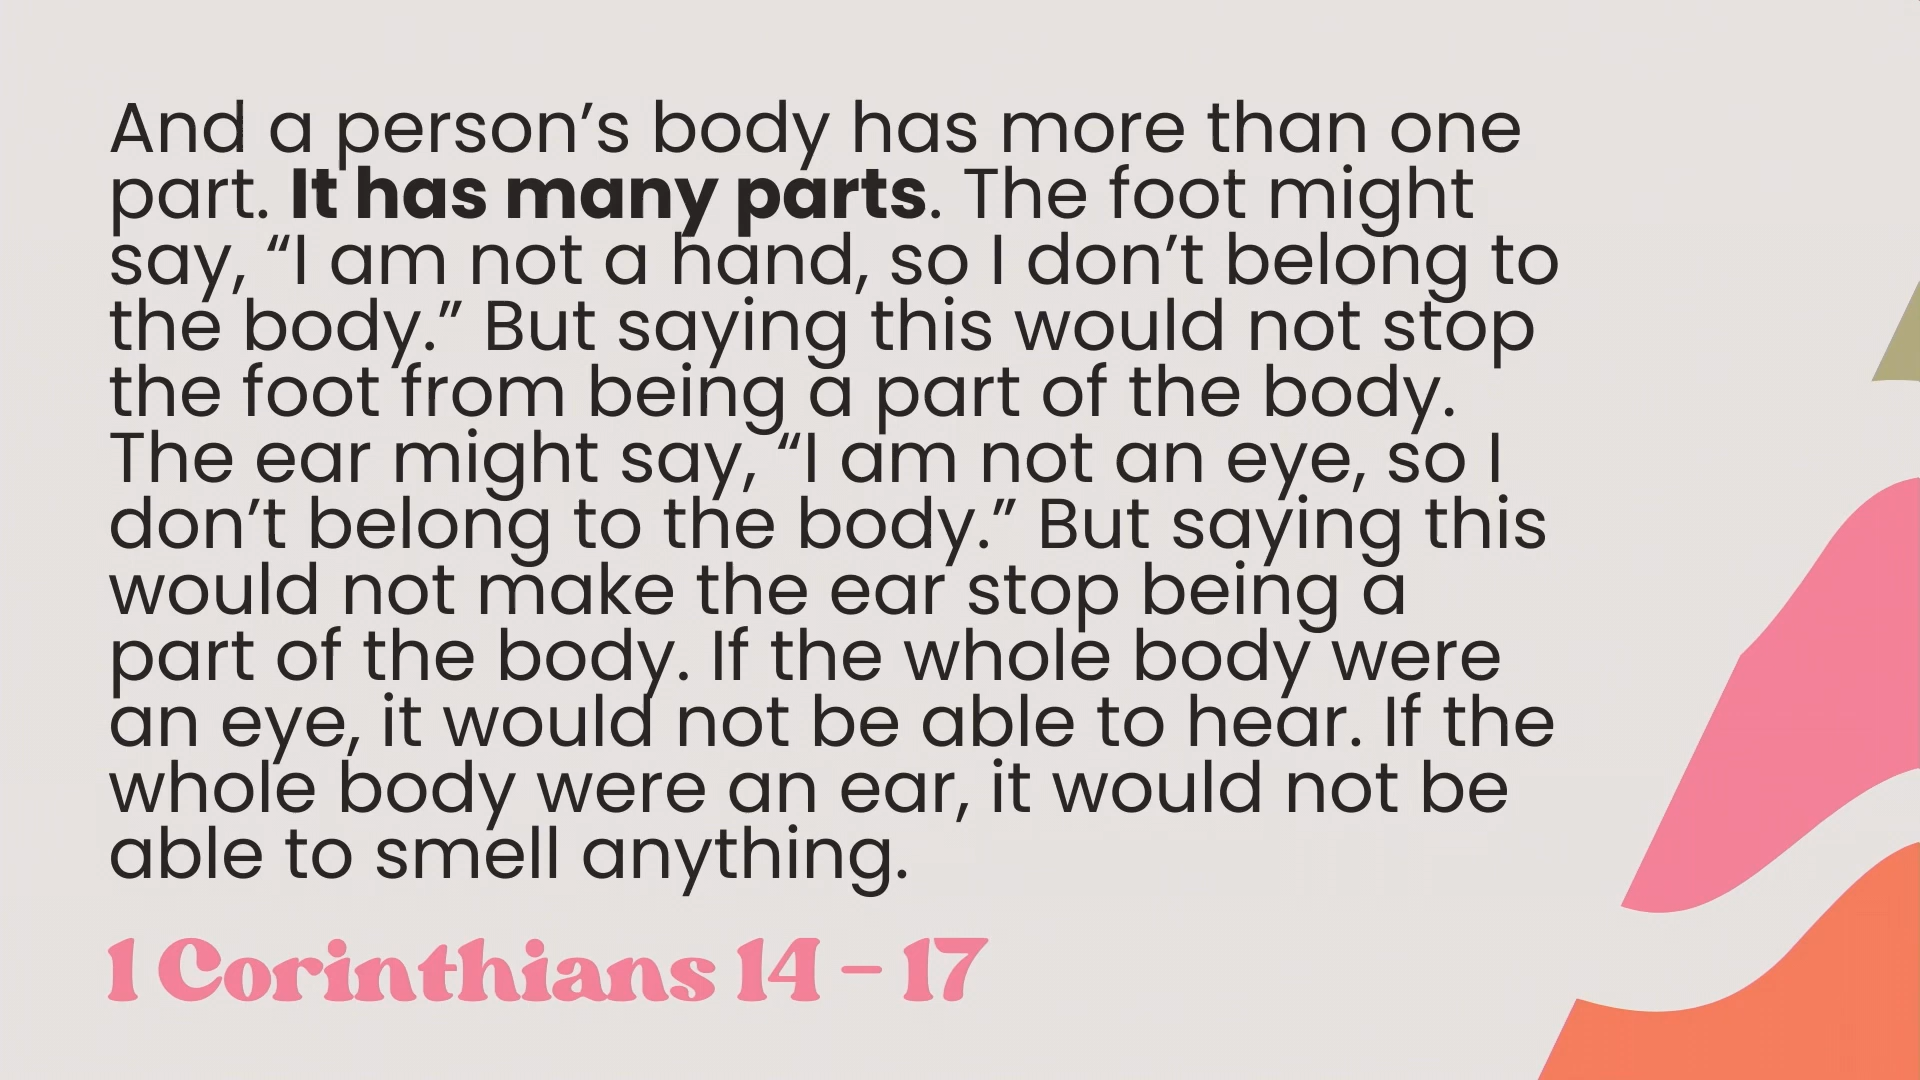 And a person’s body has more than one
part. It has many parts. The foot might
say, “I am not a hand, so I don’t belong to
the body.” But saying this would not stop
the foot from being a part of the body.
The ear might say, “I am not an eye, so I
don’t belong to the body.” But saying this
would not make the ear stop being a
part of the body. If the whole body were
an eye, it would not be able to hear. If the
whole body were an ear, it would not be
able to smell anything.
1 Corinthians 14 – 17